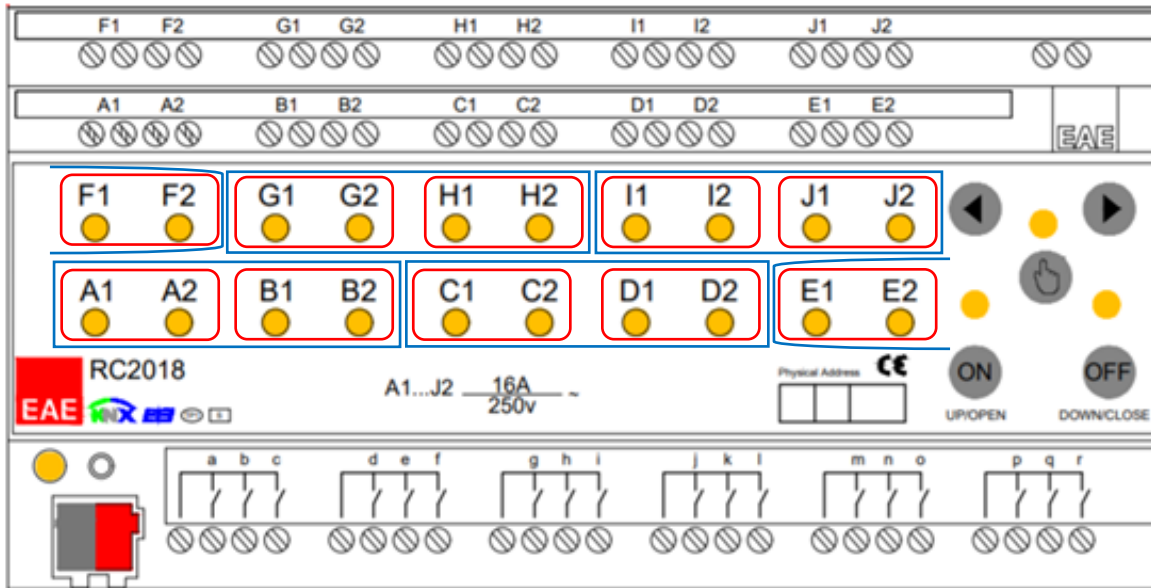 F1 F2 G1 G2 H1 H2 I1 I2 J1 J2
A1 A2 B1 B2 C1 C2 D1 D2 E1 E2
EAE
F1 F2 G1 G2 H1 H2 I1 I2 J1 J2
A1 A2 B1 B2 C1 C2 D1 D2 E1 E2
RC2018
EAE KNX EIB
A1...J2 16A
250v ~
Physical Address CE
ON OFF
UP/OPEN DOWN/CLOSE
a b c d e f g h i j k l m n o p q r